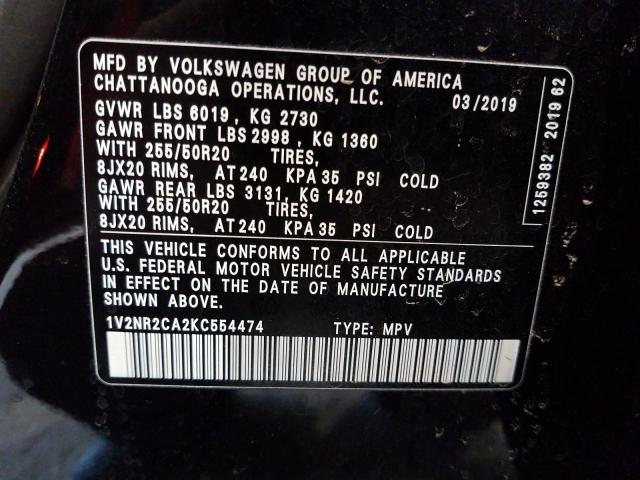 MFD BY VOLKSWAGEN GROUP OF AMERICA
CHATTANOOGA OPERATIONS, LLC. 03/2019
GVWR LBS 6019 , KG 2730
GAWR FRONT LBS 2998 , KG 1360
WITH 255/50R20 TIRES,
8JX20 RIMS, AT 240 KPA 35 PSI COLD
GAWR REAR LBS 3131, KG 1420
WITH 255/50R20 TIRES,
8JX20 RIMS, AT 240 KPA 35 PSI COLD
THIS VEHICLE CONFORMS TO ALL APPLICABLE
U.S. FEDERAL MOTOR VEHICLE SAFETY STANDARDS
IN EFFECT ON THE DATE OF MANUFACTURE
SHOWN ABOVE.
1V2NR2CA2KC554474 TYPE: MPV
1259382 2019 62